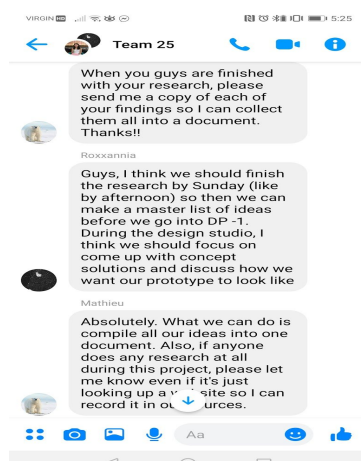 VIRGIN HD 5:25
Team 25
When you guys are finished
with your research, please
send me a copy of each of
your findings so I can collect
them all into a document.
Thanks!!
Roxxannia
Guys, I think we should finish
the research by Sunday (like
by afternoon) so then we can
make a master list of ideas
before we go into DP -1.
During the design studio, I
think we should focus on
come up with concept
solutions and discuss how we
want our prototype to look like
Mathieu
Absolutely. What we can do is
compile all our ideas into one
document. Also, if anyone
does any research at all
during this project, please let
me know even if it's just
looking up a so I can
record it in
Aa